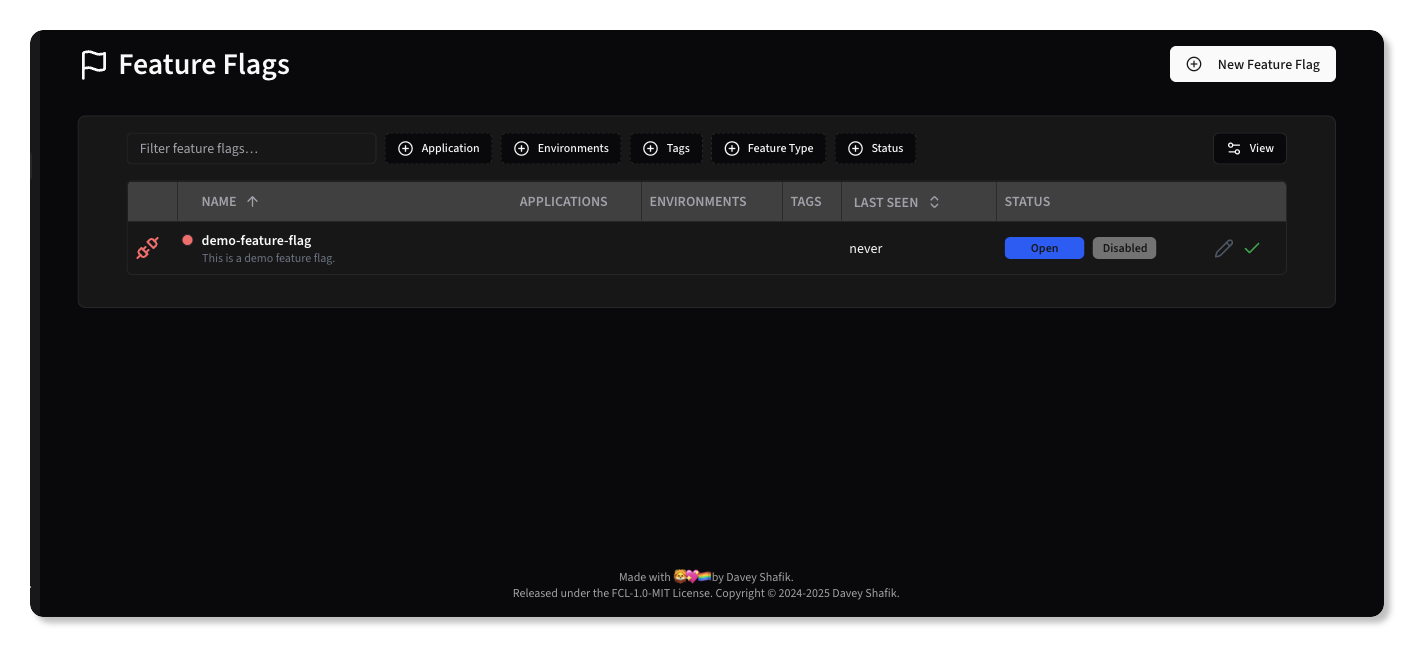 Feature Flags
New Feature Flag
Filter feature flags... Application Environments Tags Feature Type Status View
NAME APPLICATIONS ENVIRONMENTS TAGS LAST SEEN STATUS
demo-feature-flag never Open Disabled
This is a demo feature flag.
Made with 🦁💖🏳️‍🌈by Davey Shafik.
Released under the FCL-1.0-MIT License. Copyright © 2024-2025 Davey Shafik.